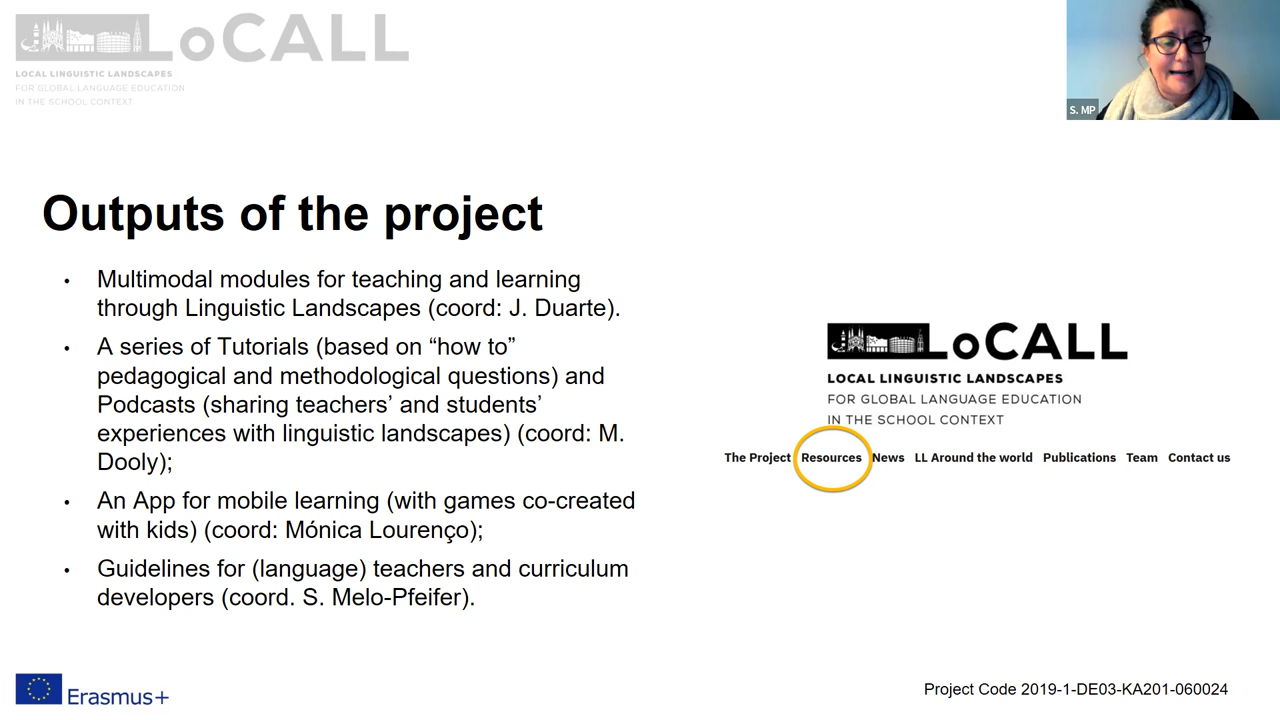 LoCALL
LOCAL LINGUISTIC LANDSCAPES
FOR GLOBAL LANGUAGE EDUCATION
IN THE SCHOOL CONTEXT
S. MP
Outputs of the project
• Multimodal modules for teaching and learning
through Linguistic Landscapes (coord: J. Duarte).
• A series of Tutorials (based on “how to”
pedagogical and methodological questions) and
Podcasts (sharing teachers’ and students’
experiences with linguistic landscapes) (coord: M.
Dooly);
• An App for mobile learning (with games co-created
with kids) (coord: Mónica Lourenço);
• Guidelines for (language) teachers and curriculum
developers (coord. S. Melo-Pfeifer).
LoCALL
LOCAL LINGUISTIC LANDSCAPES
FOR GLOBAL LANGUAGE EDUCATION
IN THE SCHOOL CONTEXT
The Project Resources News LL Around the world Publications Team Contact us
Erasmus+
Project Code 2019-1-DE03-KA201-060024